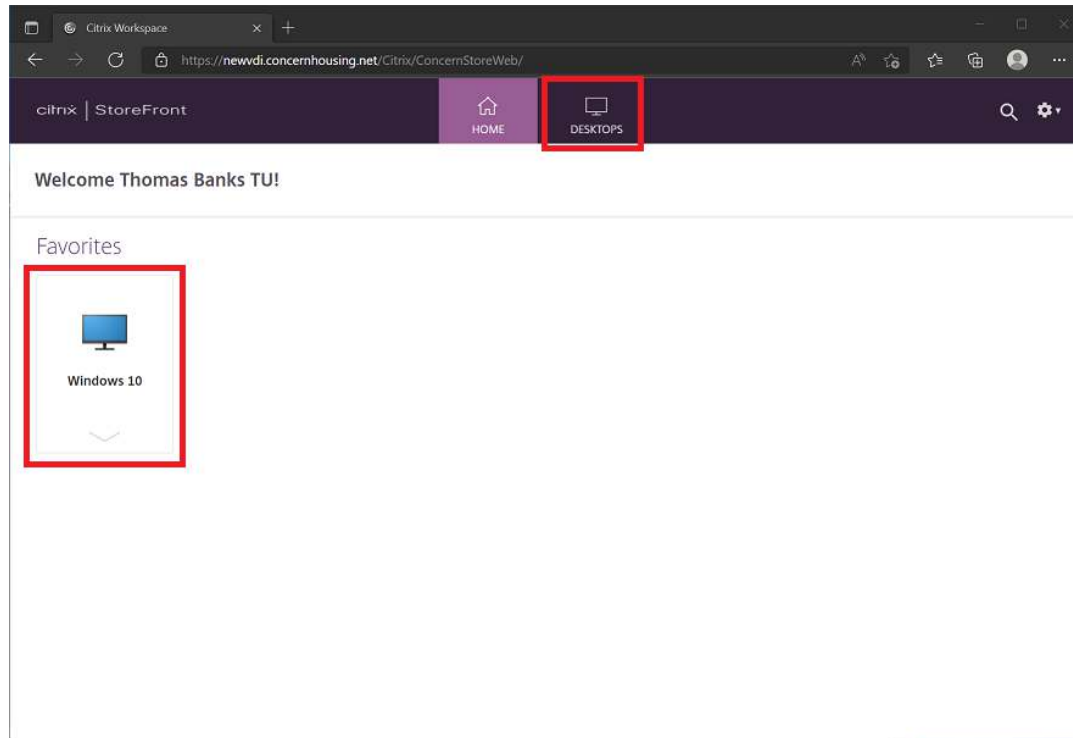 Citrix Workspace
https://newvdi.concernhousing.net/Citrix/ConcernStoreWeb/
citrix | StoreFront
HOME
DESKTOPS
Welcome Thomas Banks TU!
Favorites
Windows 10